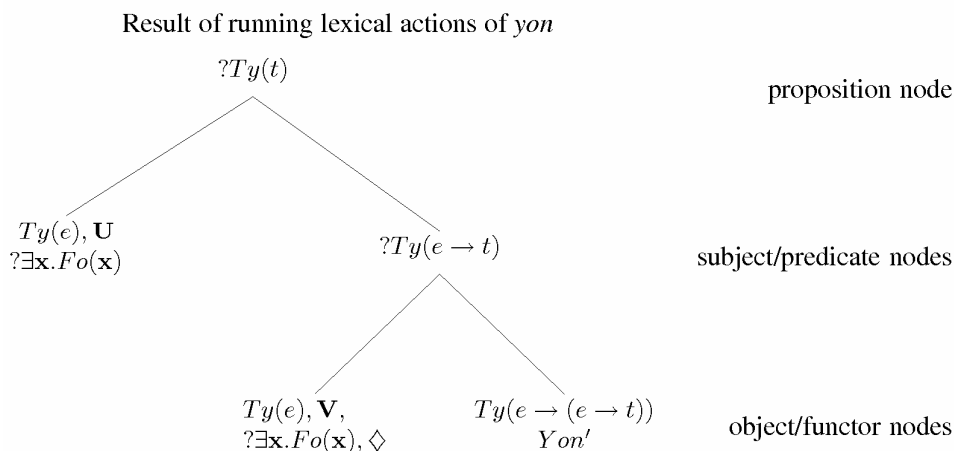 Result of running lexical actions of yon
?Ty(t)
proposition node
Ty(e), U
?∃x.Fo(x)
?Ty(e → t)
subject/predicate nodes
Ty(e), V,
?∃x.Fo(x), ◇
Ty(e → (e → t))
Yon′
object/functor nodes